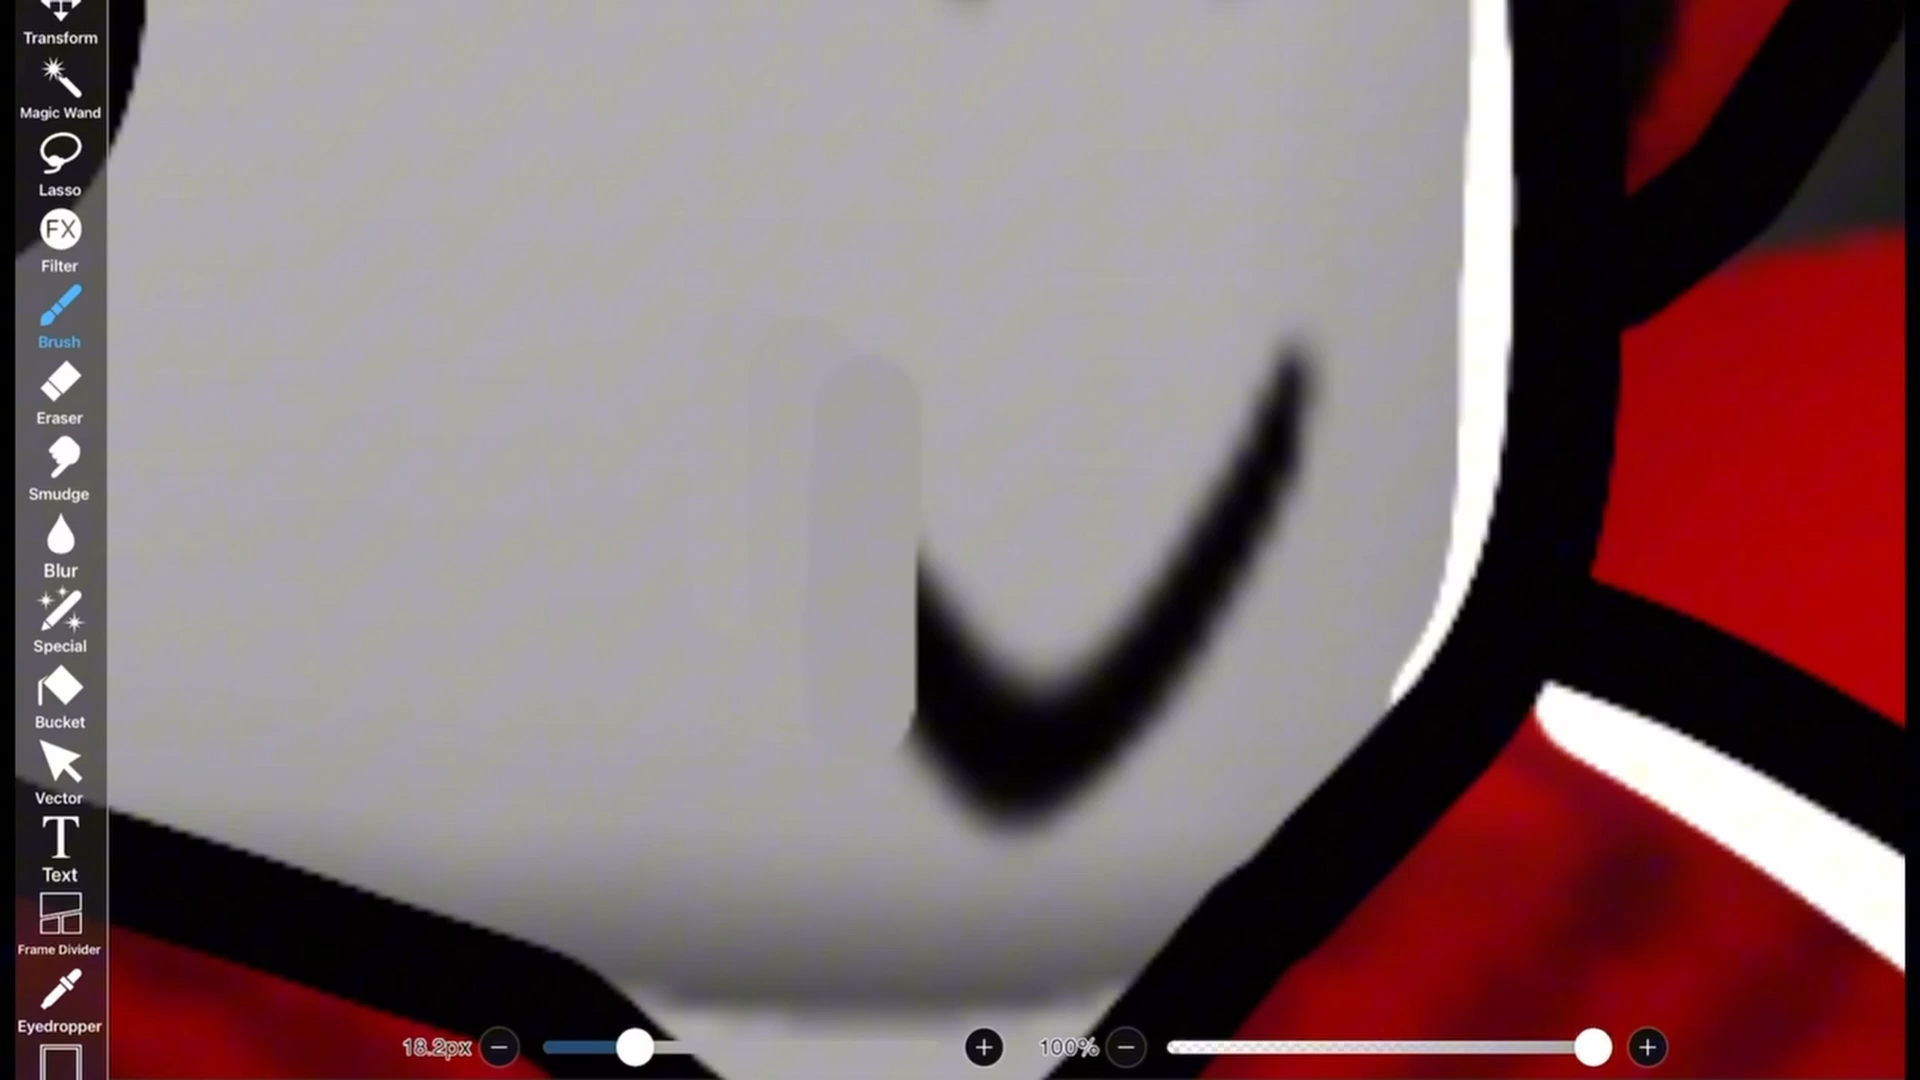 Transform
Magic Wand
Lasso
FX
Filter
Brush
Eraser
Smudge
Blur
Special
Bucket
Vector
T
Text
Frame Divider
Eyedropper
18.2px
100%